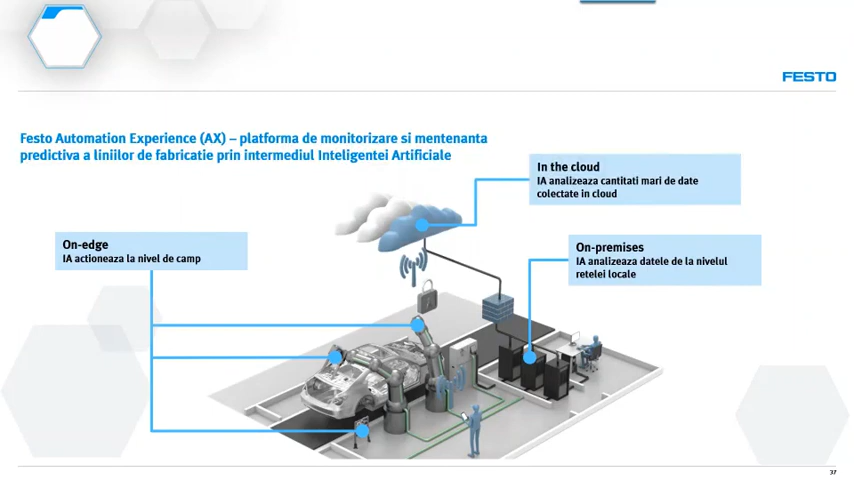 FESTO
Festo Automation Experience (AX) – platforma de monitorizare si mentenanta
predictiva a liniilor de fabricatie prin intermediul Inteligentei Artificiale
In the cloud
IA analizeaza cantitati mari de date
colectate in cloud
On-edge
IA actioneaza la nivel de camp
On-premises
IA analizeaza datele de la nivelul
retelei locale
37